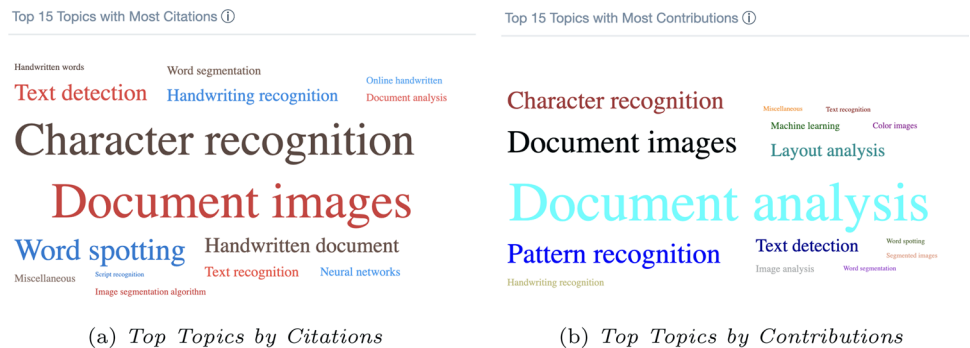 Top 15 Topics with Most Citations ⓘ
Handwritten words
Word segmentation
Online handwritten
Text detection
Handwriting recognition
Document analysis
Character recognition
Document images
Word spotting
Handwritten document
Miscellaneous
Script recognition
Text recognition
Neural networks
Image segmentation algorithm
(a) Top Topics by Citations
Top 15 Topics with Most Contributions ⓘ
Character recognition
Miscellaneous
Text recognition
Document images
Machine learning
Color images
Layout analysis
Document analysis
Pattern recognition
Text detection
Word spotting
Segmented images
Image analysis
Word segmentation
Handwriting recognition
(b) Top Topics by Contributions